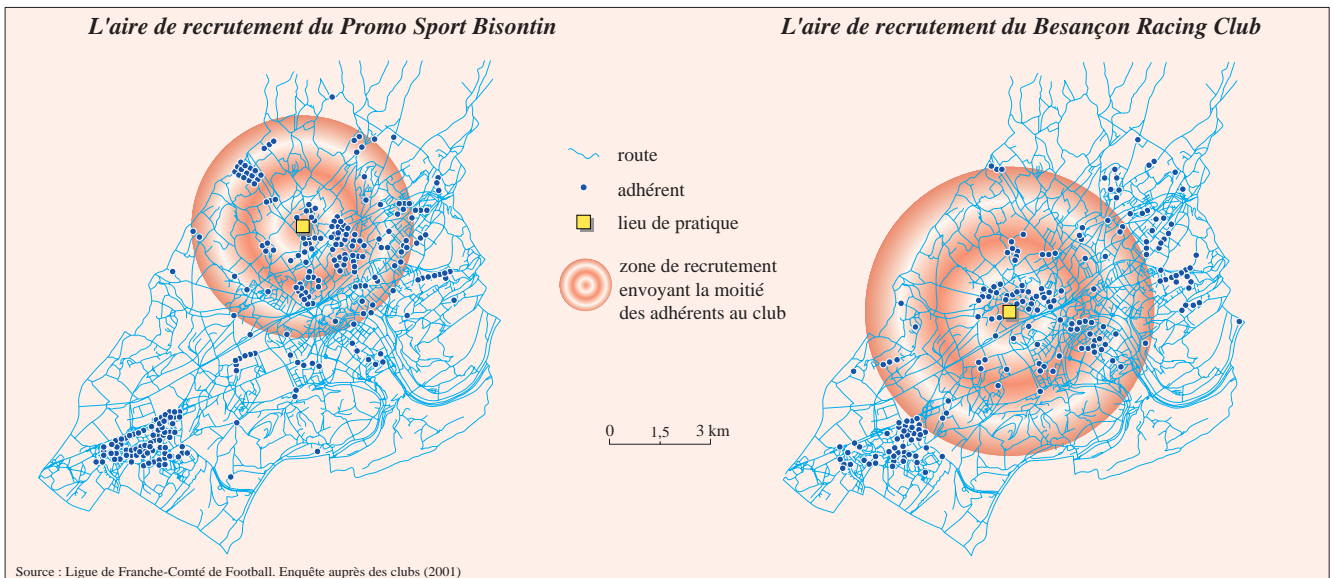 L'aire de recrutement du Promo Sport Bisontin
L'aire de recrutement du Besançon Racing Club
route
adhérent
lieu de pratique
zone de recrutement
envoyant la moitié
des adhérents au club
0 1,5 3 km
Source : Ligue de Franche-Comté de Football. Enquête auprès des clubs (2001)